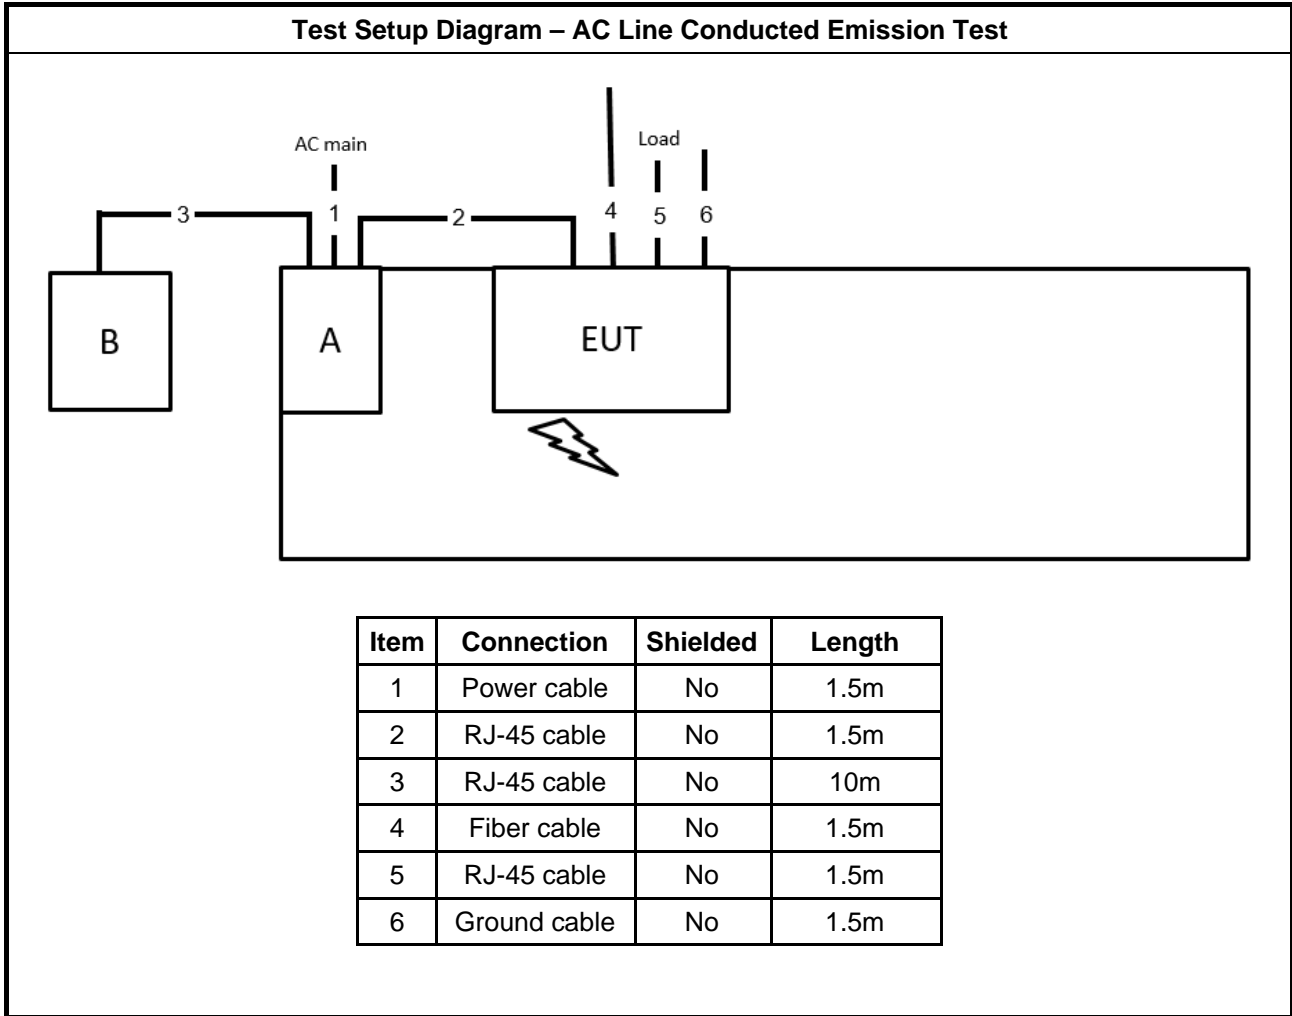 Test Setup Diagram – AC Line Conducted Emission Test
AC main
Load
3
1
2
4
5
6
B
A
EUT
Item Connection Shielded Length
1 Power cable No 1.5m
2 RJ-45 cable No 1.5m
3 RJ-45 cable No 10m
4 Fiber cable No 1.5m
5 RJ-45 cable No 1.5m
6 Ground cable No 1.5m